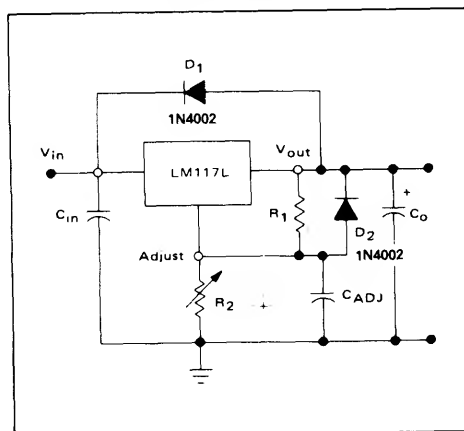 D1
1N4002
Vin
Vout
LM117L
Cin
R1
D2
+
Co
1N4002
Adjust
R2
+
CADJ